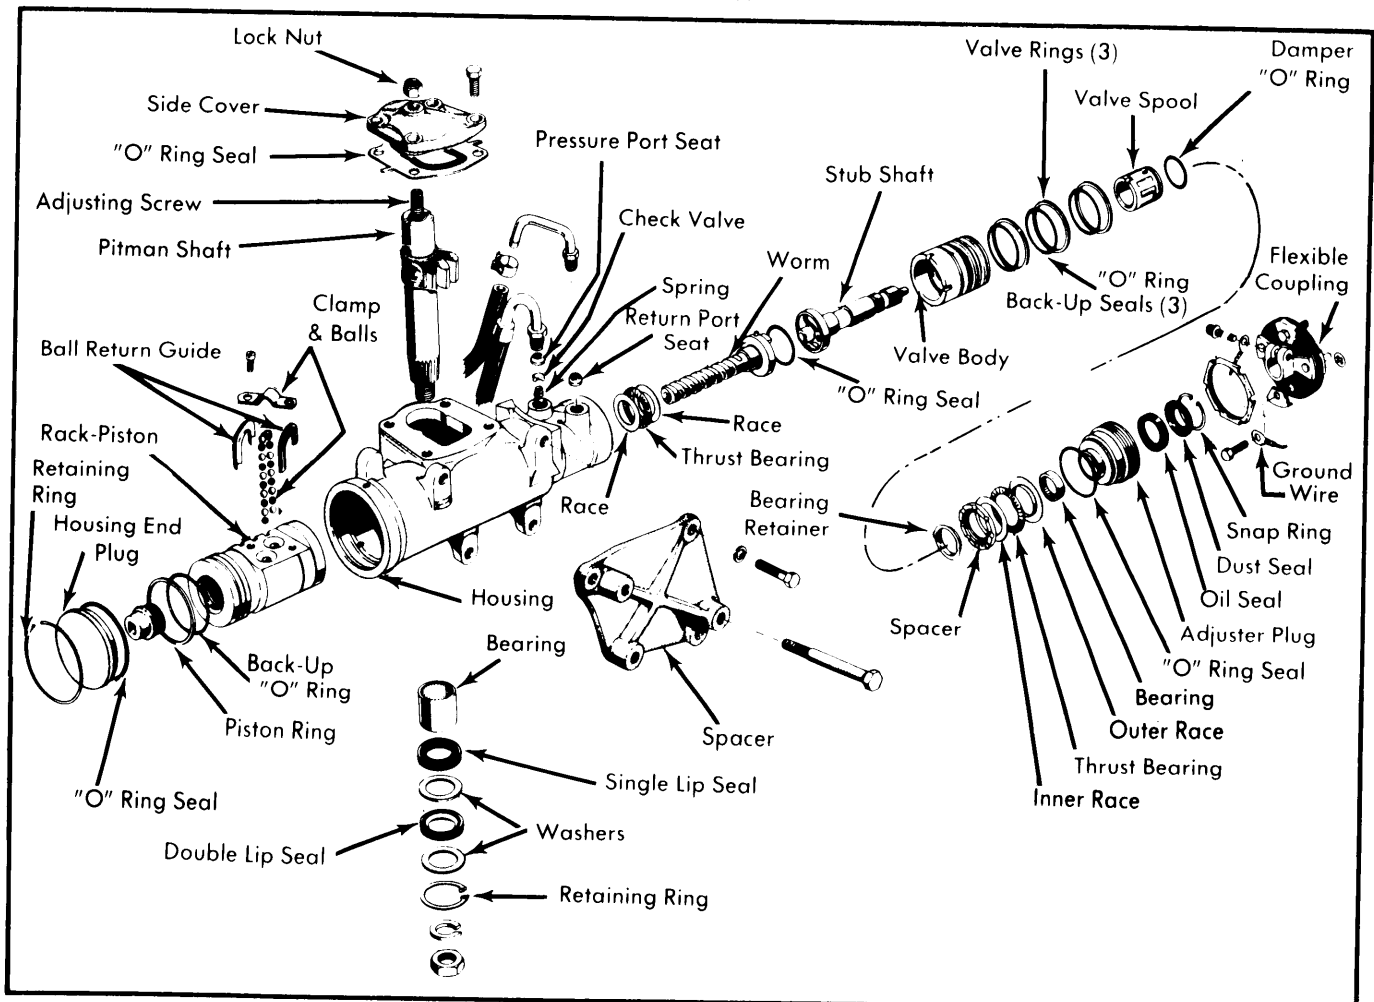 Lock Nut
Side Cover
"O" Ring Seal
Adjusting Screw
Pitman Shaft
Clamp
& Balls
Ball Return Guide
Rack-Piston
Retaining
Ring
Housing End
Plug
"O" Ring Seal
Piston Ring
Back-Up
"O" Ring
Pressure Port Seat
Check Valve
Spring
Return Port
Seat
Worm
Stub Shaft
Valve Rings (3)
Valve Spool
Damper
"O" Ring
"O" Ring
Back-Up Seals (3)
Valve Body
"O" Ring Seal
Race
Thrust Bearing
Race
Flexible
Coupling
Ground
Wire
Snap Ring
Dust Seal
Oil Seal
Adjuster Plug
"O" Ring Seal
Bearing
Outer Race
Thrust Bearing
Inner Race
Spacer
Bearing
Retainer
Housing
Bearing
Spacer
Single Lip Seal
Washers
Double Lip Seal
Retaining Ring